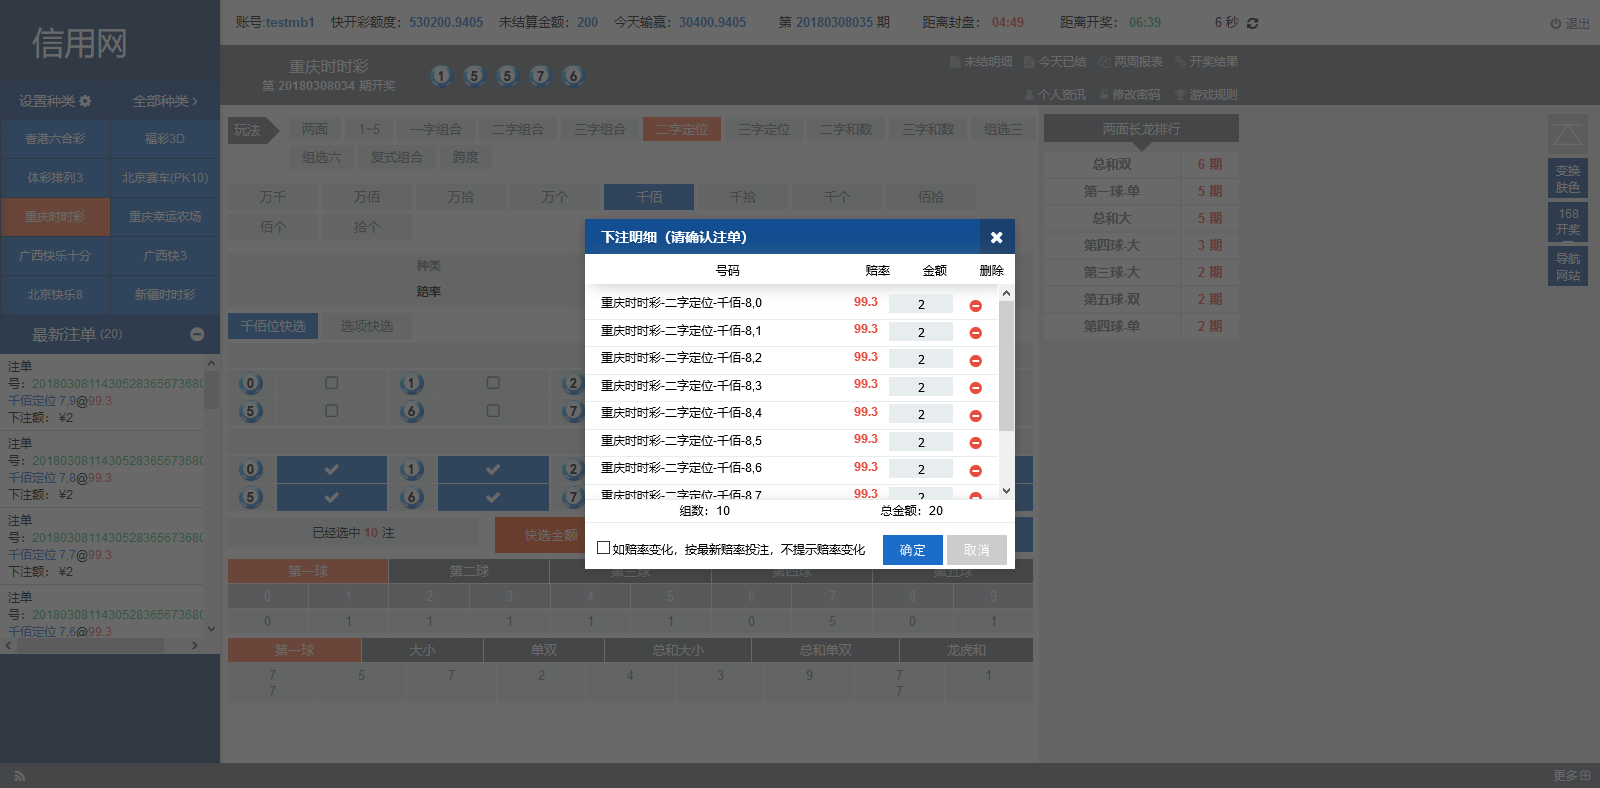 信用网
账号:testmb1 快开彩额度：530200.9405 未结算金额：200 今天输赢：30400.9405 第 20180308035 期 距离封盘：04:49 距离开奖：06:39 6 秒 退出
重庆时时彩
第 20180308034 期开奖
1 5 5 7 6
未结明细 今天已结 两周报表 开奖结果
个人资讯 修改密码 游戏规则
设置种类 全部种类
香港六合彩 福彩3D
体彩排列3 北京赛车(PK10)
重庆时时彩 重庆幸运农场
广西快乐十分 广西快3
北京快乐8 新疆时时彩
最新注单 (20)
注单
号：2018030811430528365673680
千佰定位 7,9@99.3
下注额： ¥2
注单
号：2018030811430528365673680
千佰定位 7,8@99.3
下注额： ¥2
注单
号：2018030811430528365673680
千佰定位 7,7@99.3
下注额： ¥2
注单
号：2018030811430528365673680
千佰定位 7,6@99.3
玩法 两面 1~5 一字组合 二字组合 三字组合 二字定位 三字定位 二字和数 三字和数 组选三
组选六 复式组合 跨度
万千 万佰 万拾 万个 千佰 千拾 千个 佰拾
佰个 拾个
种类
赔率
千佰位快选 选项快选
0 1 2
5 6 7
0 1 2
5 6 7
已经选中 10 注 快选金额
下注明细（请确认注单）
号码 赔率 金额 删除
重庆时时彩-二字定位-千佰-8,0 99.3 2
重庆时时彩-二字定位-千佰-8,1 99.3 2
重庆时时彩-二字定位-千佰-8,2 99.3 2
重庆时时彩-二字定位-千佰-8,3 99.3 2
重庆时时彩-二字定位-千佰-8,4 99.3 2
重庆时时彩-二字定位-千佰-8,5 99.3 2
重庆时时彩-二字定位-千佰-8,6 99.3 2
重庆时时彩-二字定位-千佰-8,7 99.3 2
组数：10 总金额：20
如赔率变化，按最新赔率投注，不提示赔率变化 确定 取消
第一球 第二球 第三球 第四球 第五球
0 1 2 3 4 5 6 7 8 9
0 1 1 1 1 1 0 5 0 1
第一球 大小 单双 总和大小 总和单双 龙虎和
7 5 7 2 4 3 9 7 1
7 7
两面长龙排行
总和双 6 期
第一球-单 5 期
总和大 5 期
第四球-大 3 期
第三球-大 2 期
第五球-双 2 期
第四球-单 2 期
变换
肤色
168
开奖
导航
网站
更多